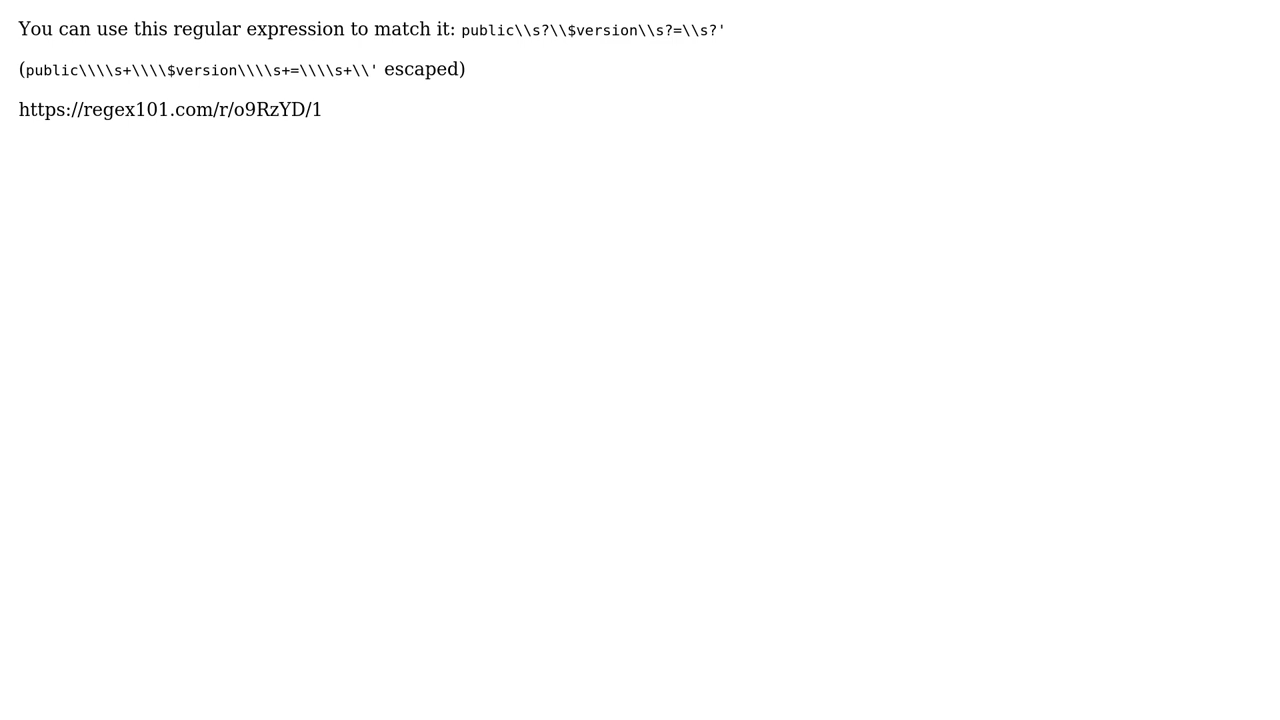 You can use this regular expression to match it: public\\s?\\$version\\s?=\\s?'
(public\\\\s+\\\\$version\\\\s+=\\\\s+\\' escaped)
https://regex101.com/r/o9RzYD/1